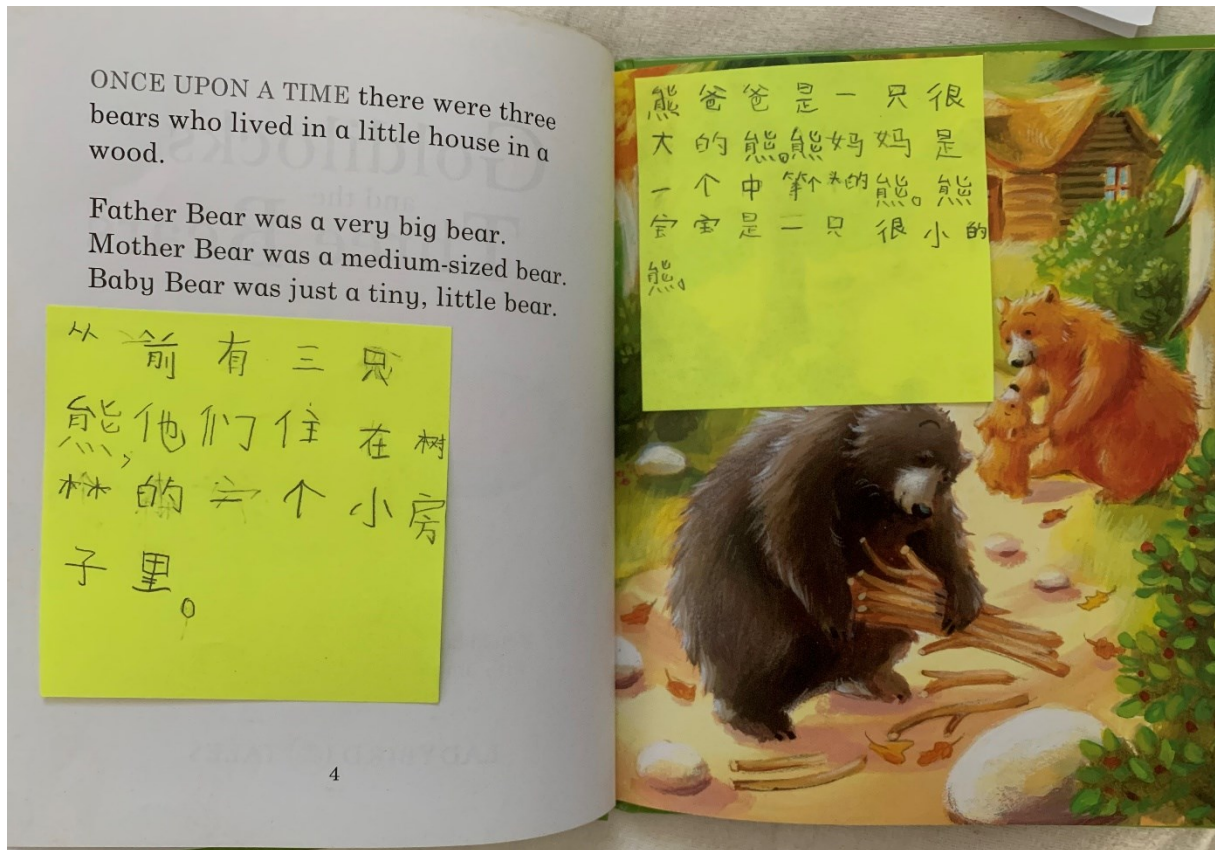 ONCE UPON A TIME there were three
bears who lived in a little house in a
wood.
Father Bear was a very big bear.
Mother Bear was a medium-sized bear.
Baby Bear was just a tiny, little bear.
从前有三只
熊,他们住在树
林的一个小房
子里。
4
熊爸爸是一只很
大的熊。熊妈妈是
一个中等个头的熊。熊
宝宝是一只很小的
熊。